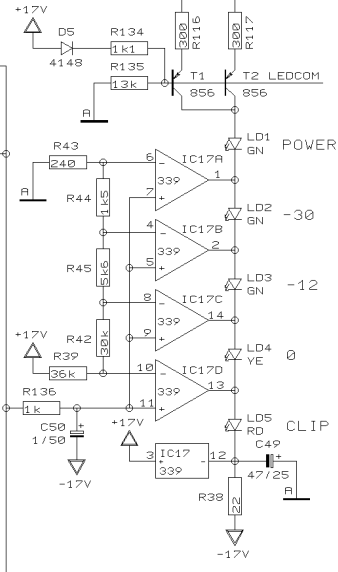 +17V
D5
4148
R134
1k1
R135
13k
A
300
R116
300
R117
T1
856
T2 LEDCOM
856
LD1
GN
POWER
R43
240
A
6
7
IC17A
339
1
R44
1k5
LD2
GN
-30
4
5
IC17B
339
2
R45
5k6
LD3
GN
-12
8
9
IC17C
339
14
R42
30k
+17V
R39
36k
LD4
YE
0
10
11
IC17D
339
13
R136
1k
C50
+
1/50
-17V
+17V
LD5
RD
CLIP
3
IC17
339
12
C49
+
47/25
A
R38
22
-17V